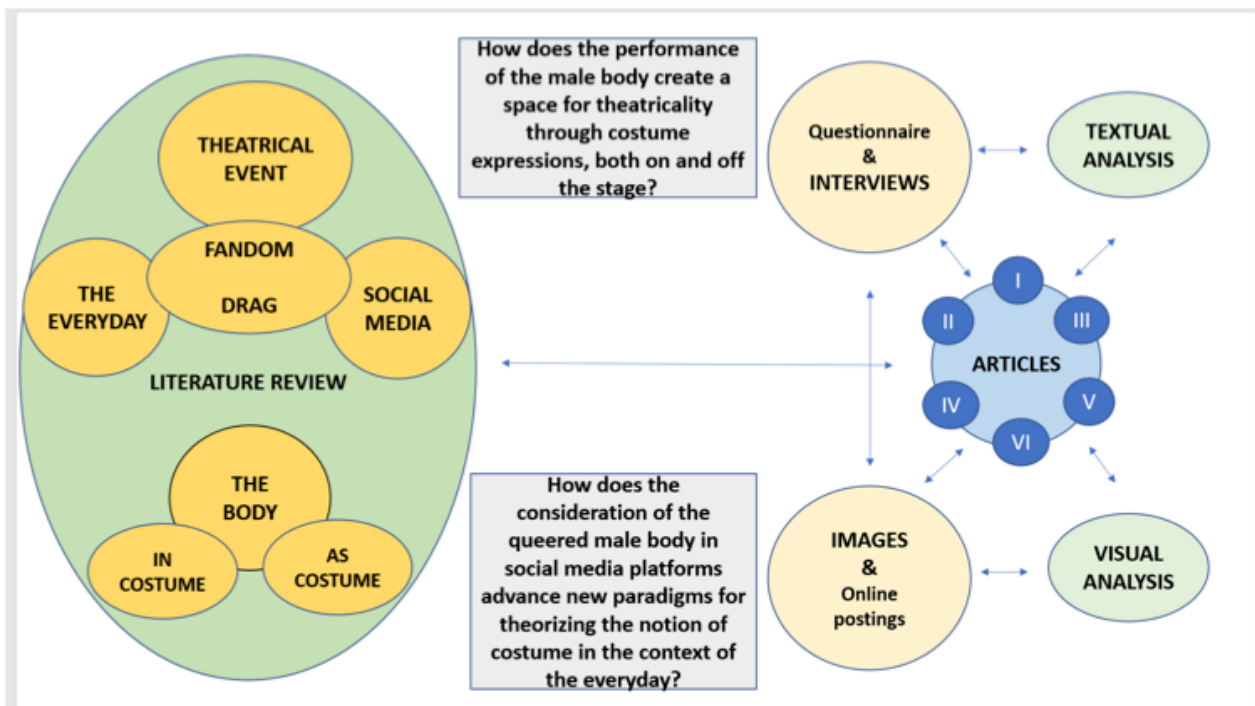 THEATRICAL
EVENT
FANDOM
DRAG
THE
EVERYDAY
SOCIAL
MEDIA
LITERATURE REVIEW
THE
BODY
IN
COSTUME
AS
COSTUME
How does the performance
of the male body create a
space for theatricality
through costume
expressions, both on and off
the stage?
How does the
consideration of the
queered male body in
social media platforms
advance new paradigms for
theorizing the notion of
costume in the context of
the everyday?
Questionnaire
&
INTERVIEWS
TEXTUAL
ANALYSIS
I
II
III
ARTICLES
IV
V
VI
IMAGES
&
Online
postings
VISUAL
ANALYSIS